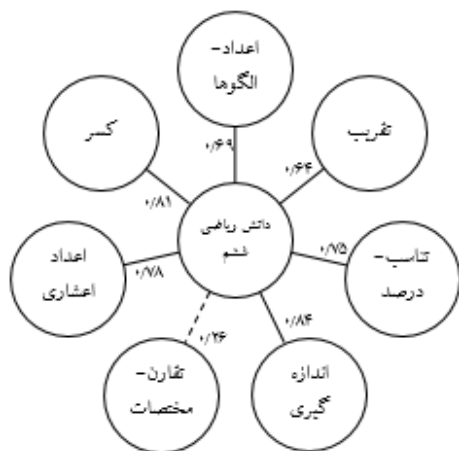 اعداد-
الگوها
کسر
تقریب
۰/۶۹
۰/۸۱
۰/۶۴
دانش ریاضی
ششم
اعداد
اعشاری
۰/۷۸
۰/۷۵
تناسب-
درصد
۰/۲۶
۰/۸۴
تقارن-
مختصات
اندازه
گیری